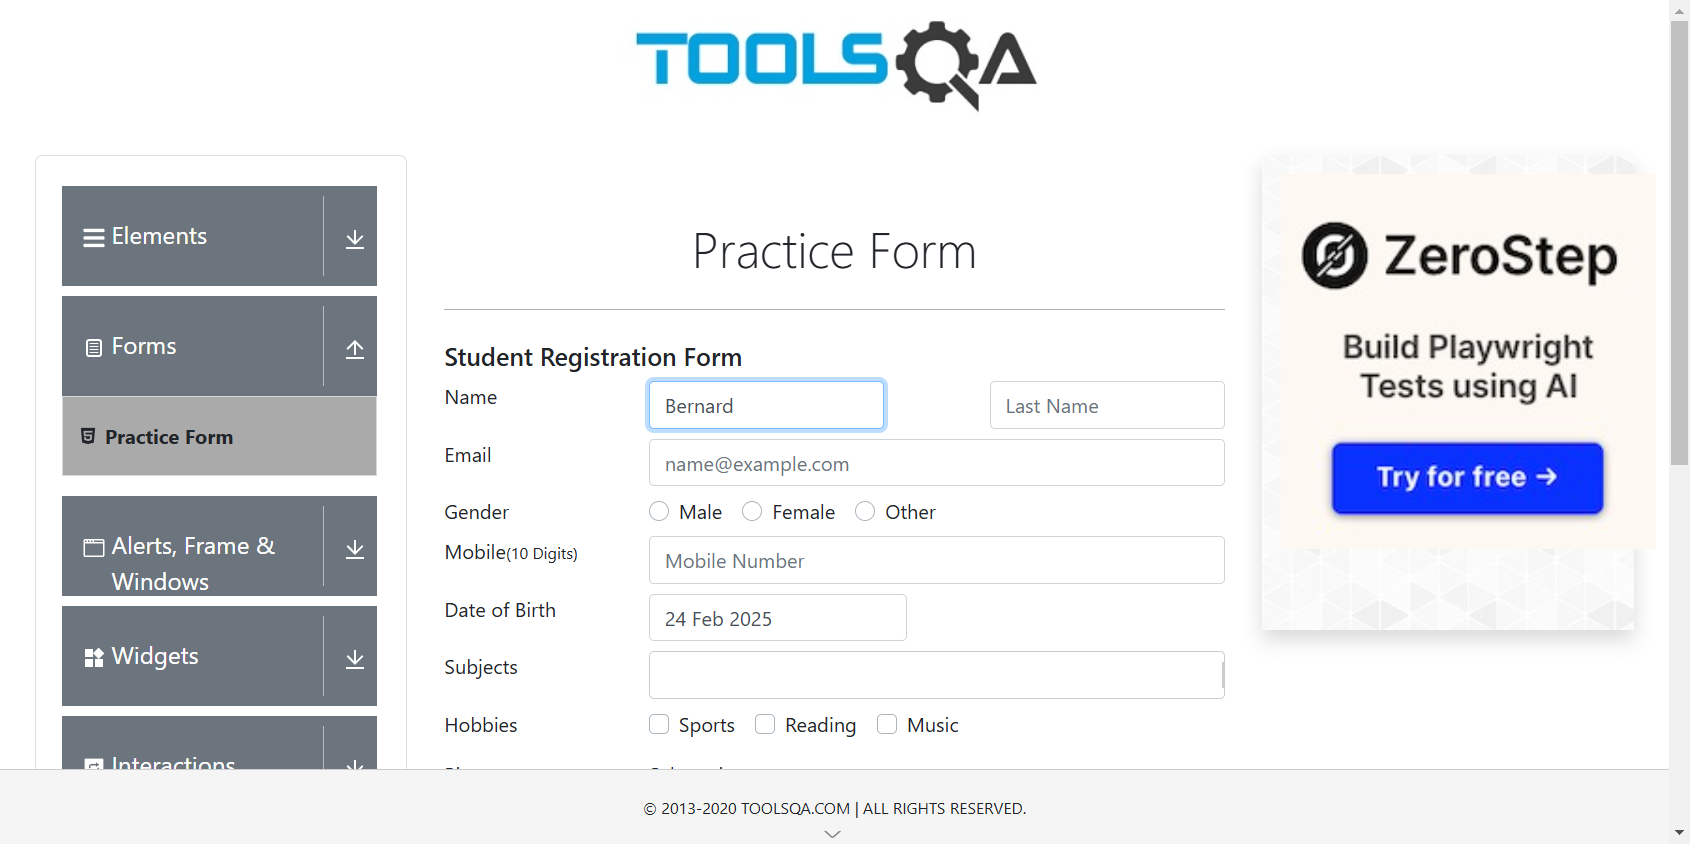 TOOLSQA
Elements
Forms
Practice Form
Alerts, Frame &
Windows
Widgets
Interactions
Practice Form
Student Registration Form
Name
Bernard
Last Name
Email
name@example.com
Gender
Male
Female
Other
Mobile(10 Digits)
Mobile Number
Date of Birth
24 Feb 2025
Subjects
Hobbies
Sports
Reading
Music
ZeroStep
Build Playwright
Tests using AI
Try for free →
© 2013-2020 TOOLSQA.COM | ALL RIGHTS RESERVED.